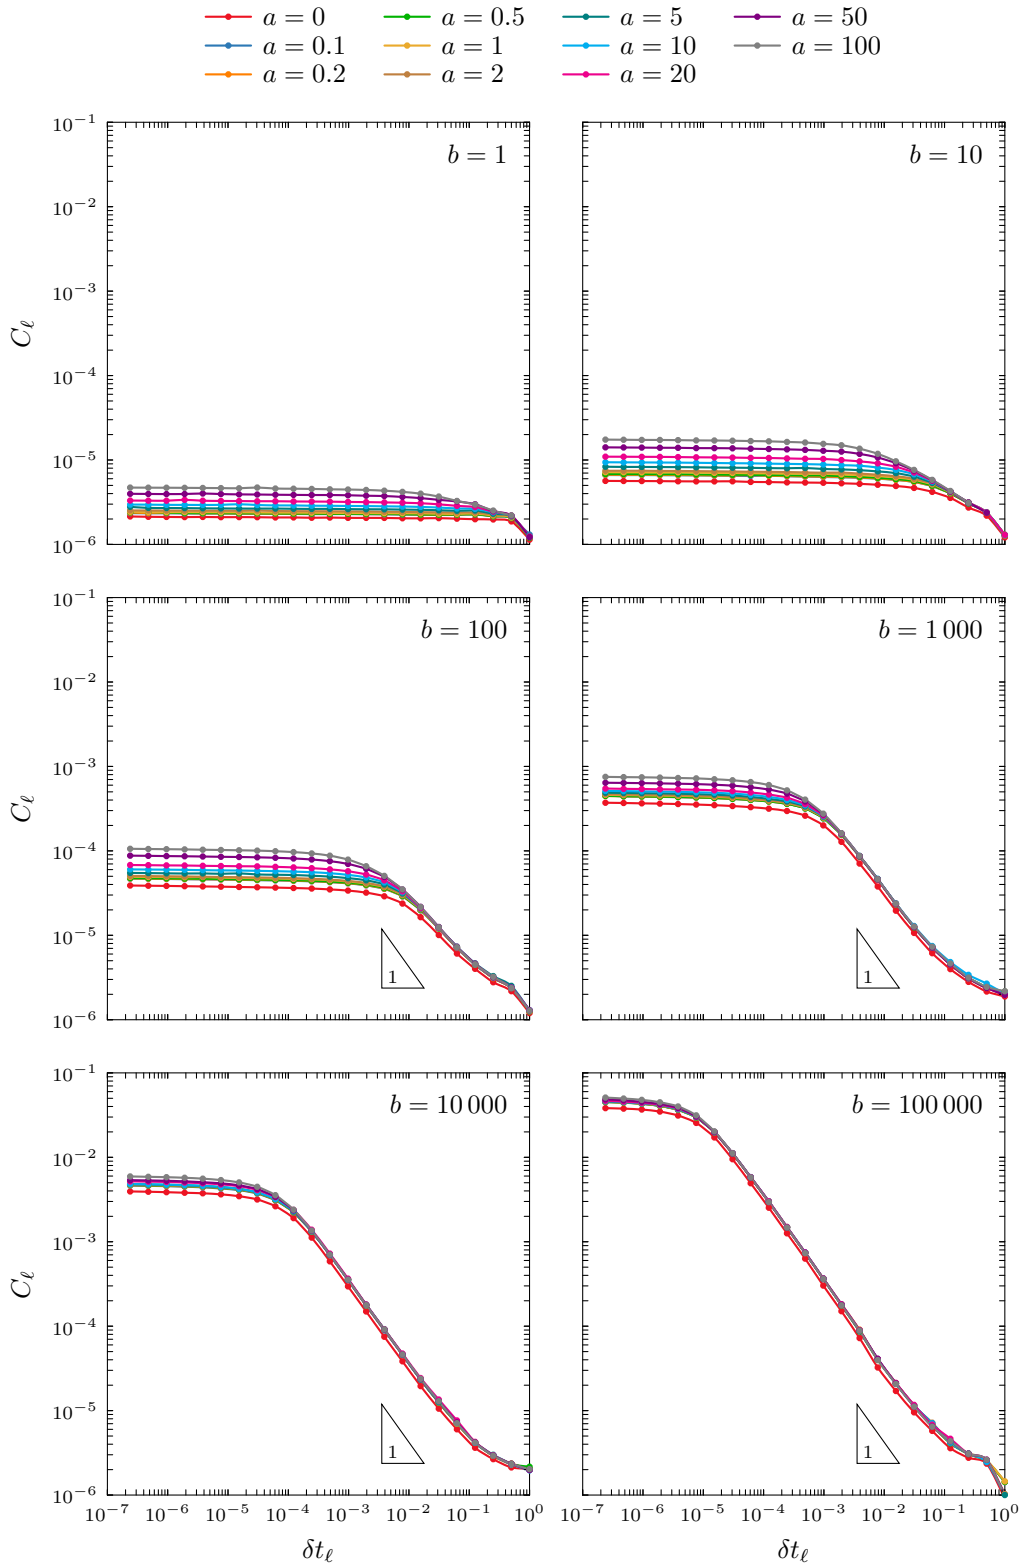 a = 0 a = 0.5 a = 5 a = 50
a = 0.1 a = 1 a = 10 a = 100
a = 0.2 a = 2 a = 20
10⁻¹
10⁻²
10⁻³
10⁻⁴
10⁻⁵
10⁻⁶
C_ℓ
b = 1
b = 10
10⁻¹
10⁻²
10⁻³
10⁻⁴
10⁻⁵
10⁻⁶
C_ℓ
b = 100
1
b = 1 000
1
10⁻¹
10⁻²
10⁻³
10⁻⁴
10⁻⁵
10⁻⁶
C_ℓ
b = 10 000
1
b = 100 000
1
10⁻⁷ 10⁻⁶ 10⁻⁵ 10⁻⁴ 10⁻³ 10⁻² 10⁻¹ 10⁰
10⁻⁷ 10⁻⁶ 10⁻⁵ 10⁻⁴ 10⁻³ 10⁻² 10⁻¹ 10⁰
δt_ℓ
δt_ℓ